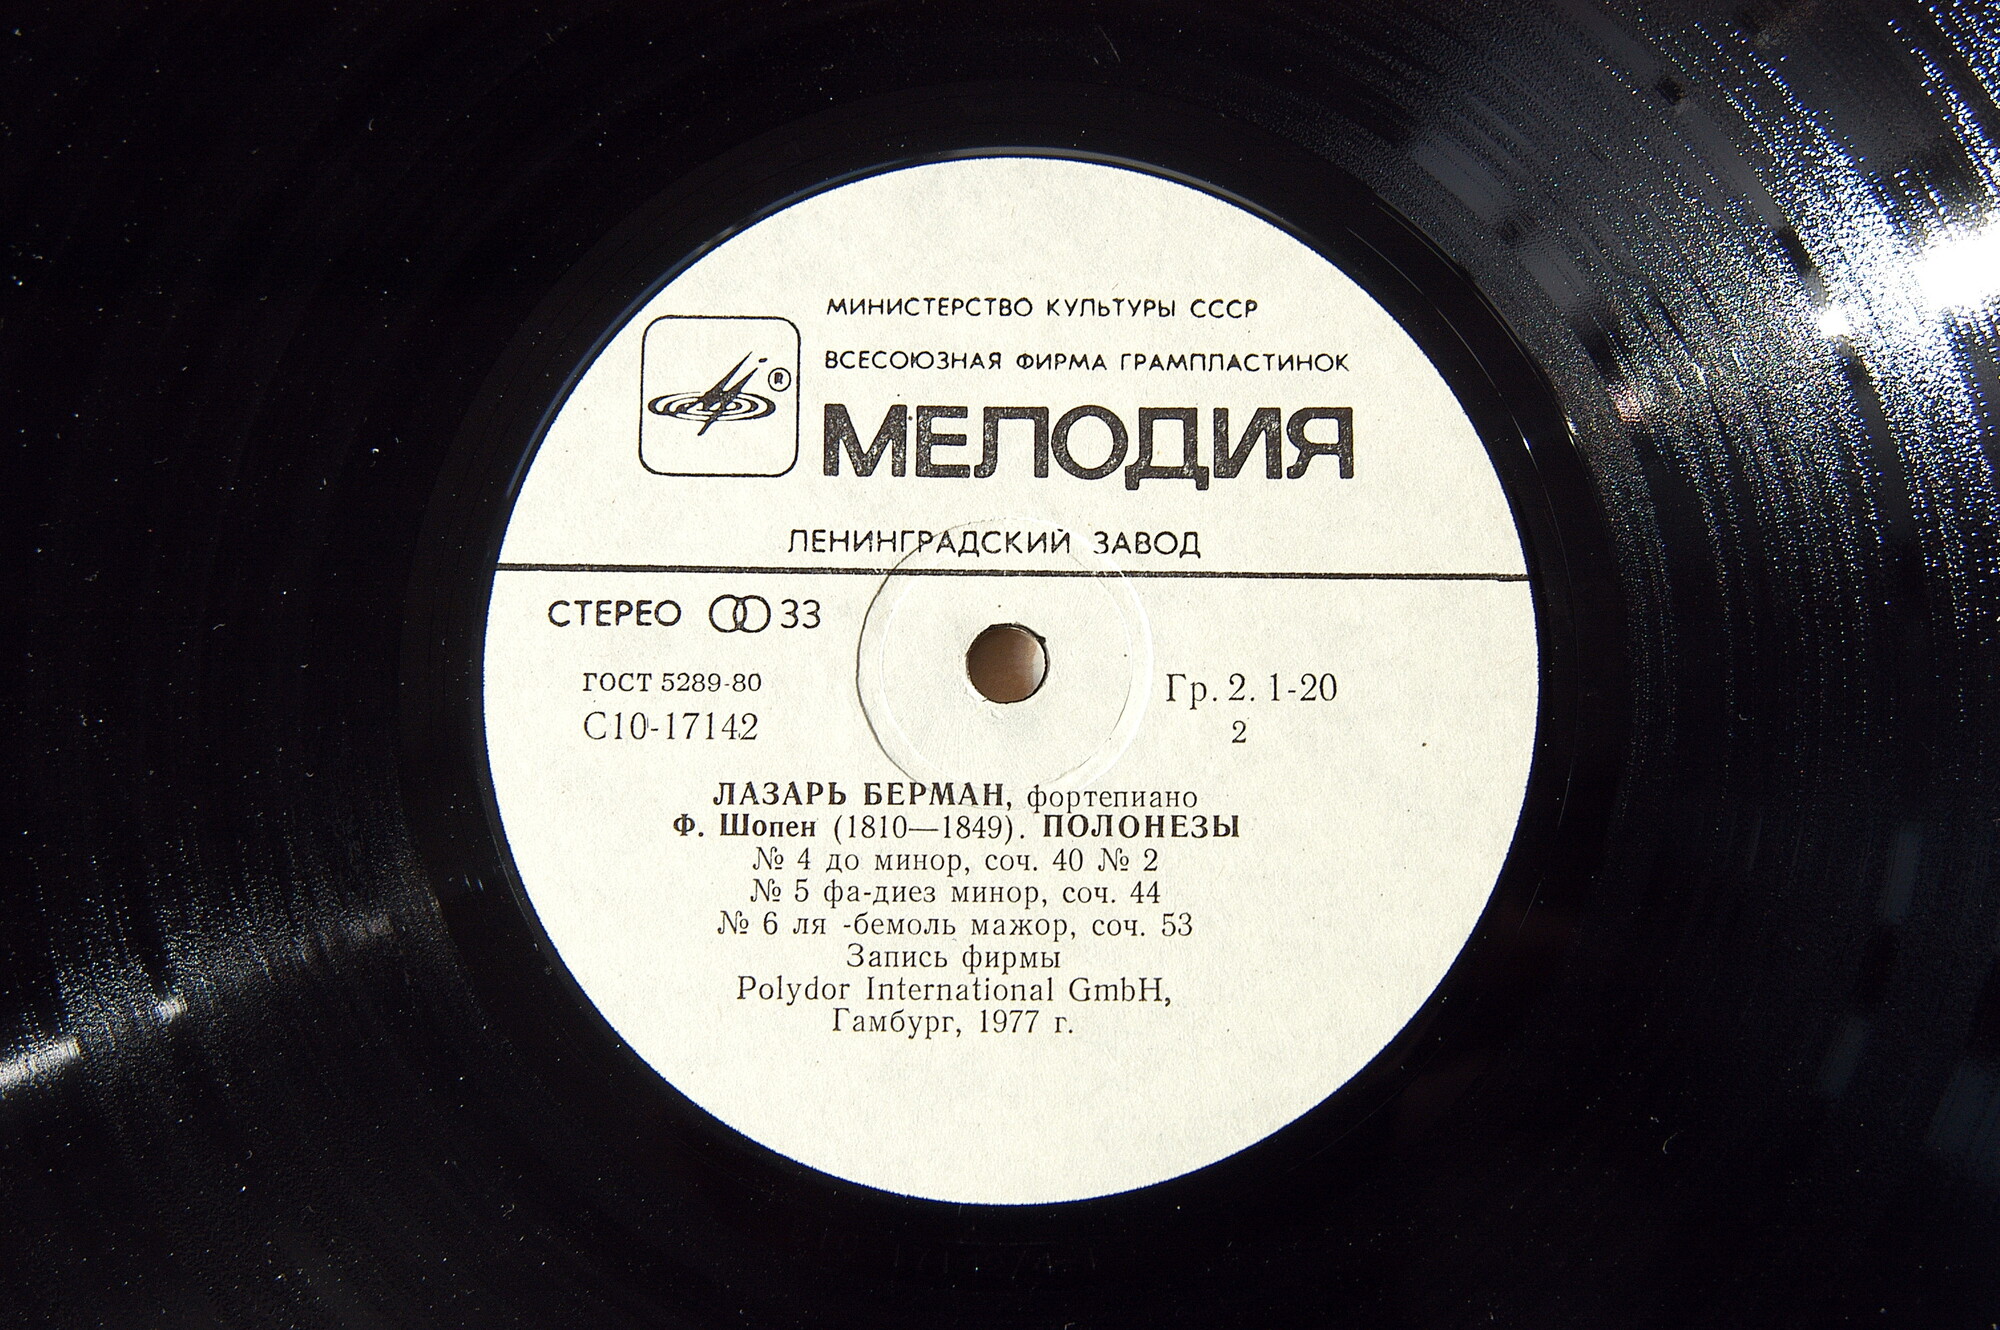 МИНИСТЕРСТВО КУЛЬТУРЫ СССР
ВСЕСОЮЗНАЯ ФИРМА ГРАМПЛАСТИНОК
®
МЕЛОДИЯ
ЛЕНИНГРАДСКИЙ ЗАВОД
СТЕРЕО 33
ГОСТ 5289-80
С10-17142
Гр. 2. 1-20
2
ЛАЗАРЬ БЕРМАН, фортепиано
Ф. Шопен (1810—1849). ПОЛОНЕЗЫ
№ 4 до минор, соч. 40 № 2
№ 5 фа-диез минор, соч. 44
№ 6 ля -бемоль мажор, соч. 53
Запись фирмы
Polydor International GmbH,
Гамбург, 1977 г.